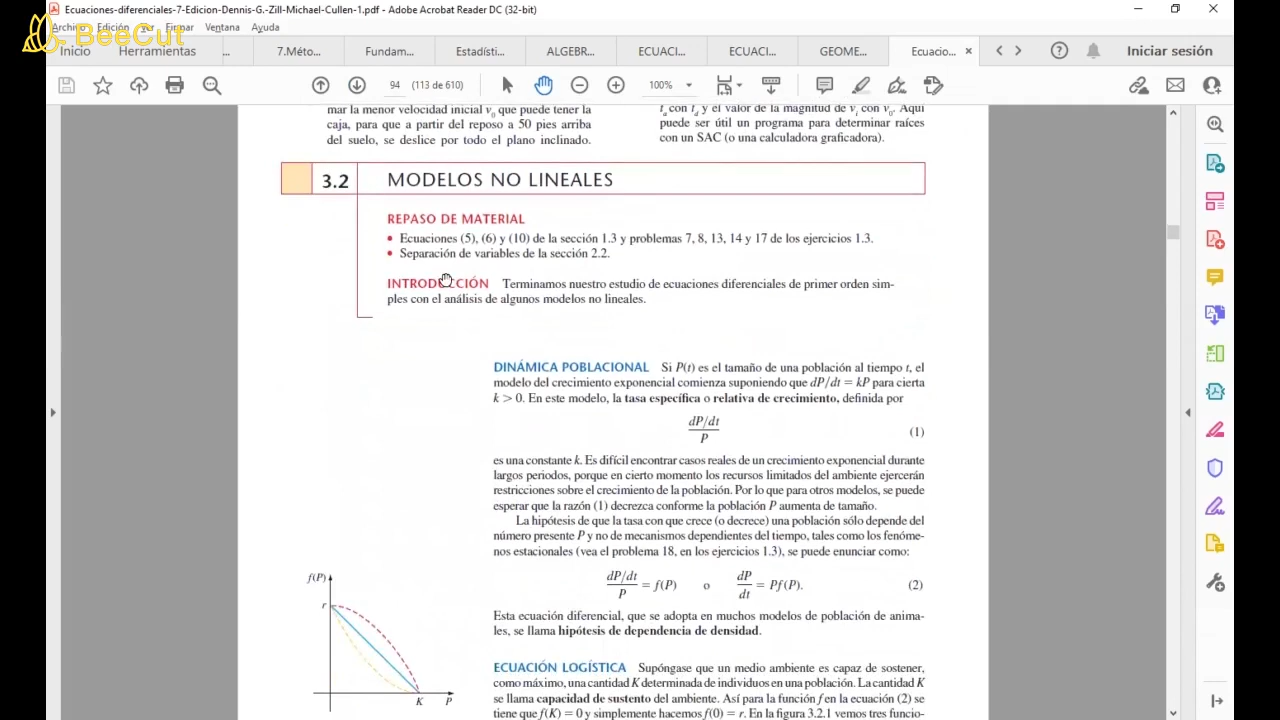 Ecuaciones-diferenciales-7-Edicion-Dennis-G.-Zill-Michael-Cullen-1.pdf - Adobe Acrobat Reader DC (32-bit)
Archivo Edición Ver Firmar Ventana Ayuda
BeeCut
Inicio Herramientas ... 7.Méto... Fundam... Estadísti... ALGEBR... ECUACI... ECUACI... GEOME... Ecuacio... × Iniciar sesión
94 (113 de 610) 100%
mar la menor velocidad inicial v0 que puede tener la
caja, para que a partir del reposo a 50 pies arriba
del suelo, se deslice por todo el plano inclinado.
ta con td y el valor de la magnitud de vi con v0. Aquí
puede ser útil un programa para determinar raíces
con un SAC (o una calculadora graficadora).
3.2 MODELOS NO LINEALES
REPASO DE MATERIAL
• Ecuaciones (5), (6) y (10) de la sección 1.3 y problemas 7, 8, 13, 14 y 17 de los ejercicios 1.3.
• Separación de variables de la sección 2.2.
INTRODUCCIÓN Terminamos nuestro estudio de ecuaciones diferenciales de primer orden sim-
ples con el análisis de algunos modelos no lineales.
DINÁMICA POBLACIONAL Si P(t) es el tamaño de una población al tiempo t, el
modelo del crecimiento exponencial comienza suponiendo que dP/dt = kP para cierta
k > 0. En este modelo, la tasa específica o relativa de crecimiento, definida por
dP/dt
P (1)
es una constante k. Es difícil encontrar casos reales de un crecimiento exponencial durante
largos periodos, porque en cierto momento los recursos limitados del ambiente ejercerán
restricciones sobre el crecimiento de la población. Por lo que para otros modelos, se puede
esperar que la razón (1) decrezca conforme la población P aumenta de tamaño.
La hipótesis de que la tasa con que crece (o decrece) una población sólo depende del
número presente P y no de mecanismos dependientes del tiempo, tales como los fenóme-
nos estacionales (vea el problema 18, en los ejercicios 1.3), se puede enunciar como:
dP/dt / P = f(P) o dP/dt = Pf(P). (2)
Esta ecuación diferencial, que se adopta en muchos modelos de población de anima-
les, se llama hipótesis de dependencia de densidad.
f(P)
r
K P
ECUACIÓN LOGÍSTICA Supóngase que un medio ambiente es capaz de sostener,
como máximo, una cantidad K determinada de individuos en una población. La cantidad K
se llama capacidad de sustento del ambiente. Así para la función f en la ecuación (2) se
tiene que f(K) = 0 y simplemente hacemos f(0) = r. En la figura 3.2.1 vemos tres funcio-